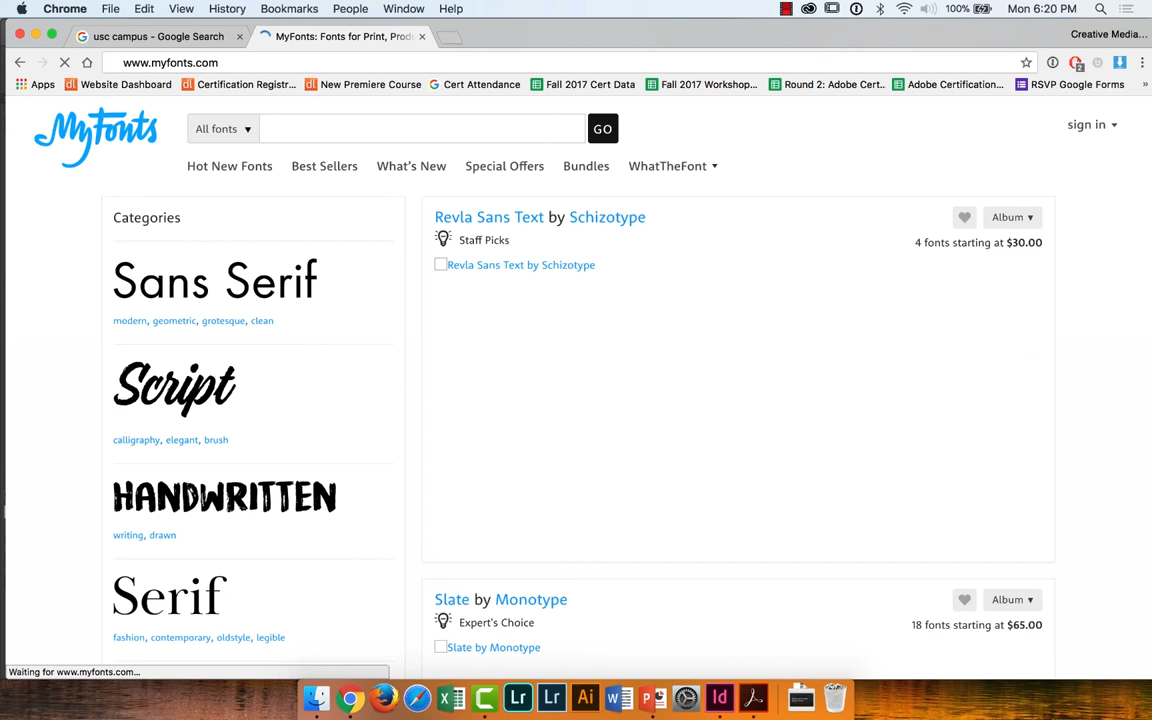 Chrome File Edit View History Bookmarks People Window Help 100% Mon 6:20 PM
usc campus - Google Search MyFonts: Fonts for Print, Prod Creative Media...
www.myfonts.com
Apps Website Dashboard Certification Registr... New Premiere Course Cert Attendance Fall 2017 Cert Data Fall 2017 Workshop... Round 2: Adobe Cert... Adobe Certification... RSVP Google Forms »
MyFonts All fonts ▼ GO sign in
Hot New Fonts Best Sellers What's New Special Offers Bundles WhatTheFont
Categories
Sans Serif
modern, geometric, grotesque, clean
Script
calligraphy, elegant, brush
HANDWRITTEN
writing, drawn
Serif
fashion, contemporary, oldstyle, legible
Revla Sans Text by Schizotype Album ▾
Staff Picks 4 fonts starting at $30.00
Revla Sans Text by Schizotype
Slate by Monotype Album ▾
Expert's Choice 18 fonts starting at $65.00
Slate by Monotype
Waiting for www.myfonts.com...
Lr Lr Ai Id